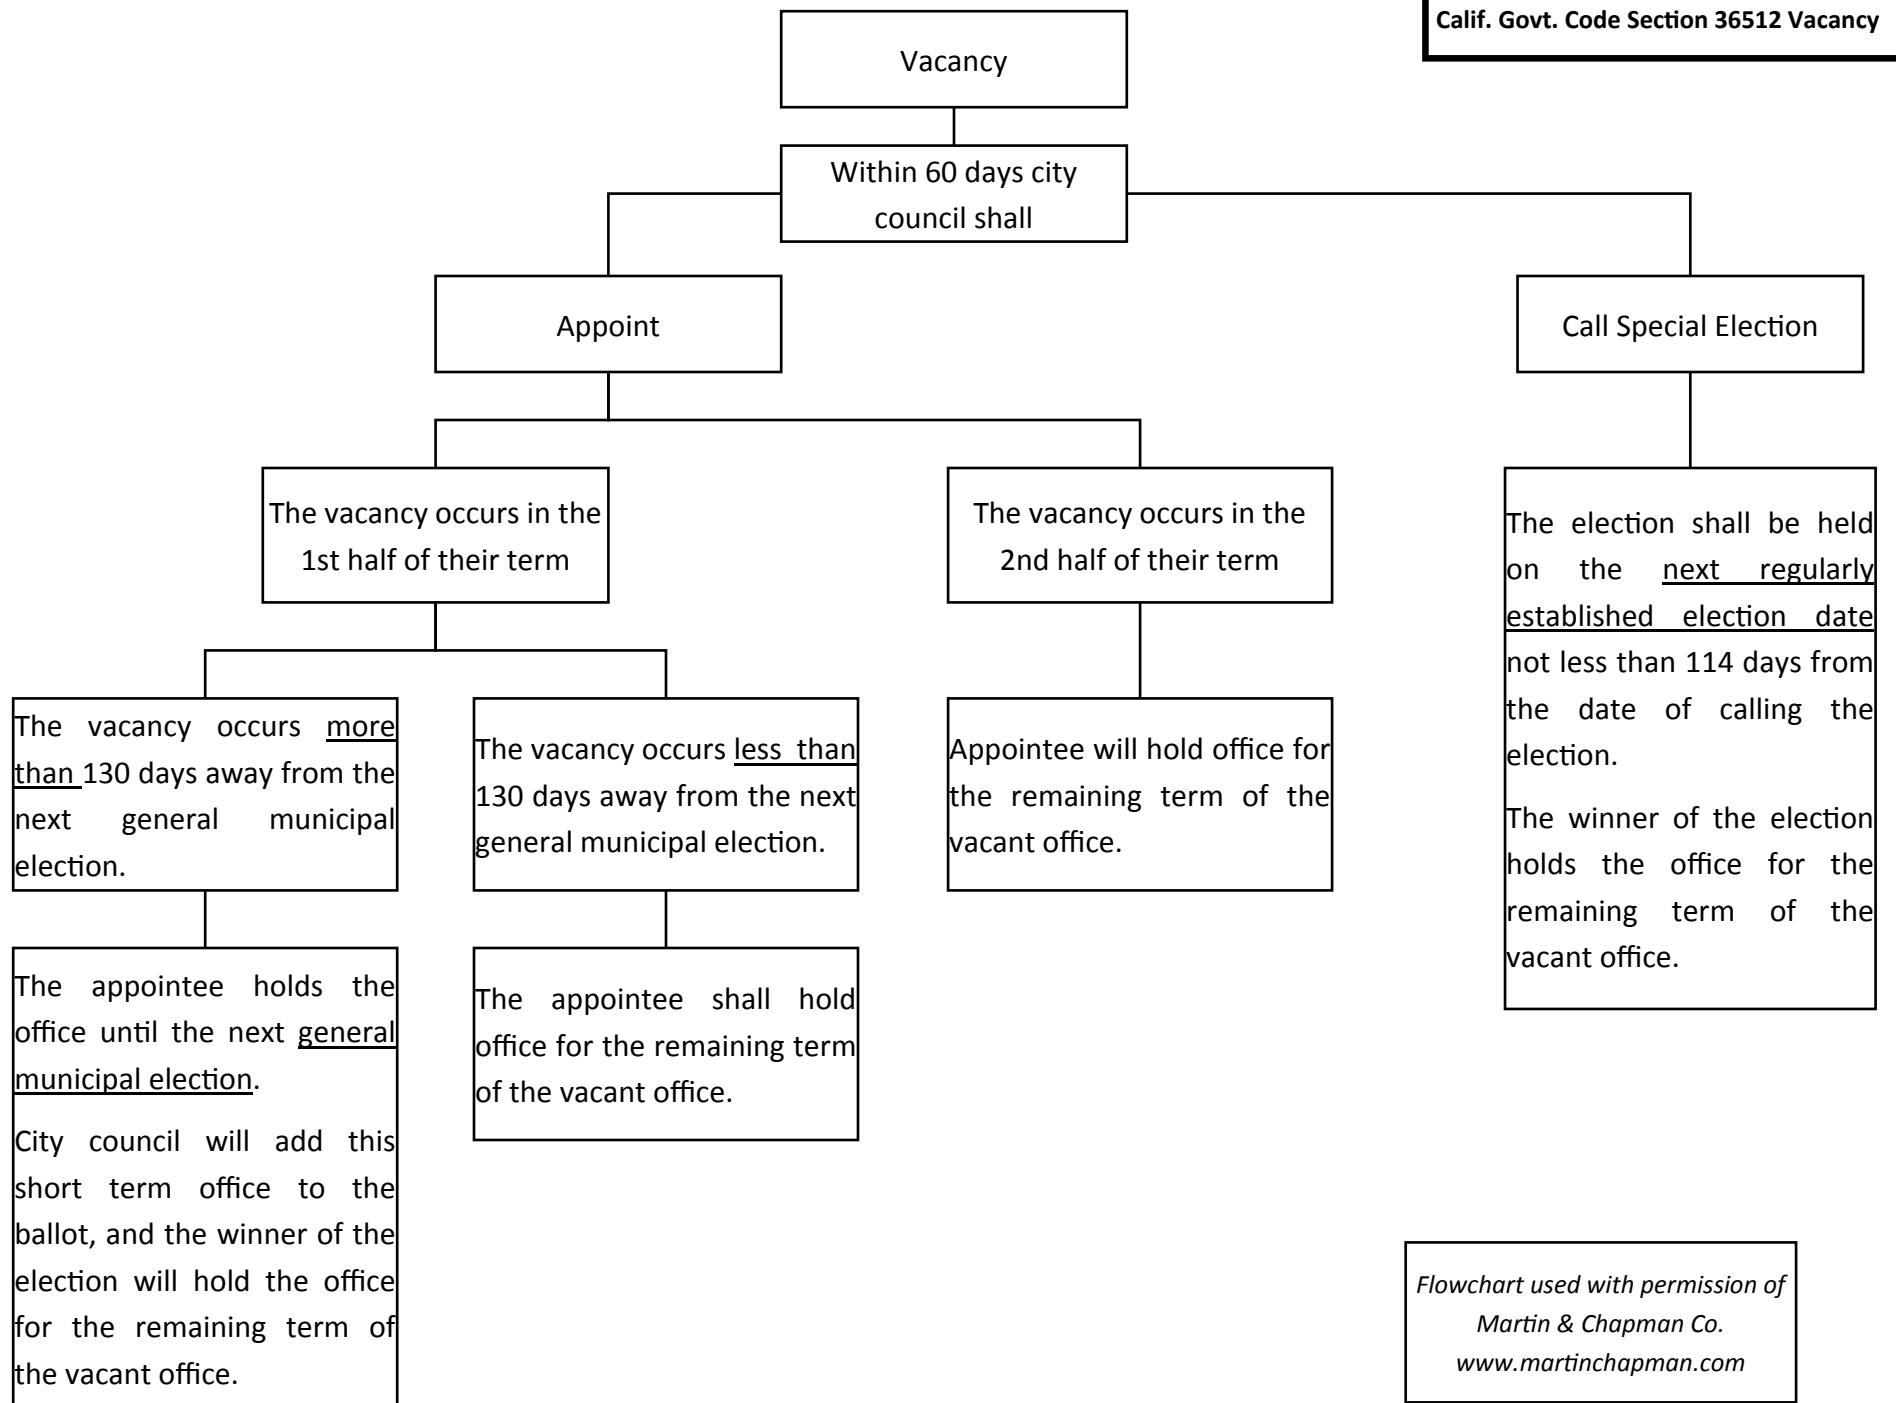 Calif. Govt. Code Section 36512 Vacancy
Vacancy
Within 60 days city
council shall
Appoint
Call Special Election
The vacancy occurs in the
1st half of their term
The vacancy occurs in the
2nd half of their term
The election shall be held
on the next regularly
established election date
not less than 114 days from
the date of calling the
election.
The winner of the election
holds the office for the
remaining term of the
vacant office.
The vacancy occurs more
than 130 days away from the
next general municipal
election.
The vacancy occurs less than
130 days away from the next
general municipal election.
Appointee will hold office for
the remaining term of the
vacant office.
The appointee holds the
office until the next general
municipal election.
City council will add this
short term office to the
ballot, and the winner of the
election will hold the office
for the remaining term of
the vacant office.
The appointee shall hold
office for the remaining term
of the vacant office.
Flowchart used with permission of
Martin & Chapman Co.
www.martinchapman.com